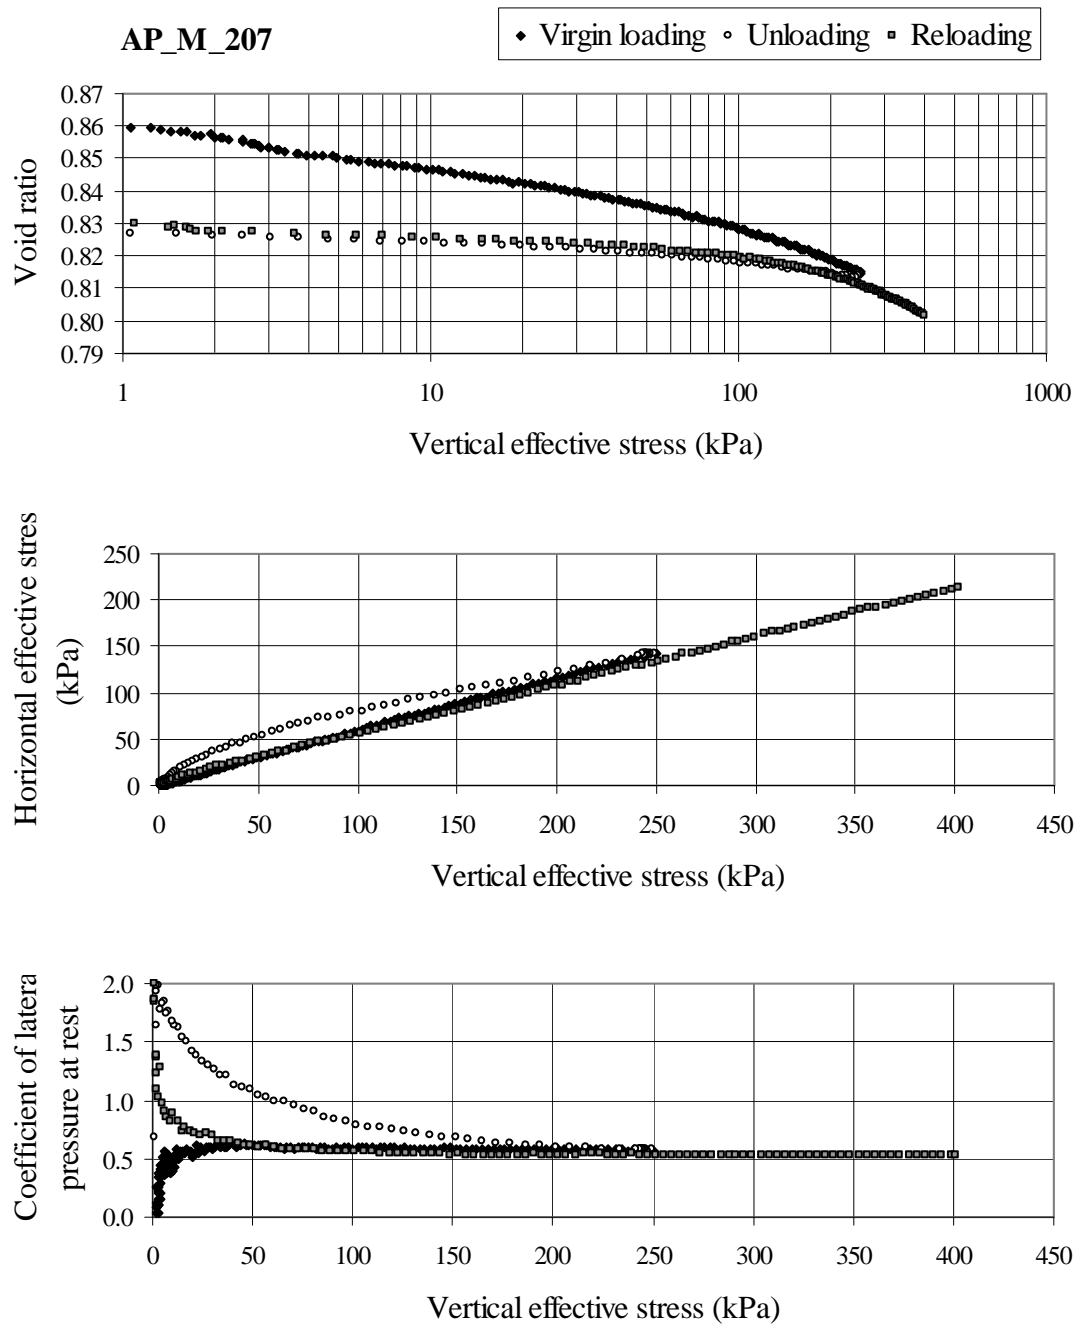 AP_M_207
Virgin loading Unloading Reloading
0.87
0.86
0.85
0.84
0.83
0.82
0.81
0.80
0.79
Void ratio
1 10 100 1000
Vertical effective stress (kPa)
250
200
150
100
50
0
Horizontal effective stres
(kPa)
0 50 100 150 200 250 300 350 400 450
Vertical effective stress (kPa)
2.0
1.5
1.0
0.5
0.0
Coefficient of latera
pressure at rest
0 50 100 150 200 250 300 350 400 450
Vertical effective stress (kPa)